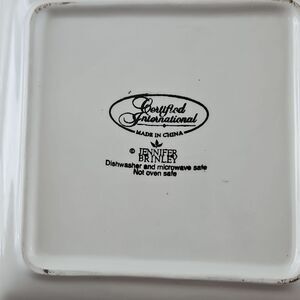 Certified
International
MADE IN CHINA
© JENNIFER
BRINLEY
Dishwasher and microwave safe
Not oven safe